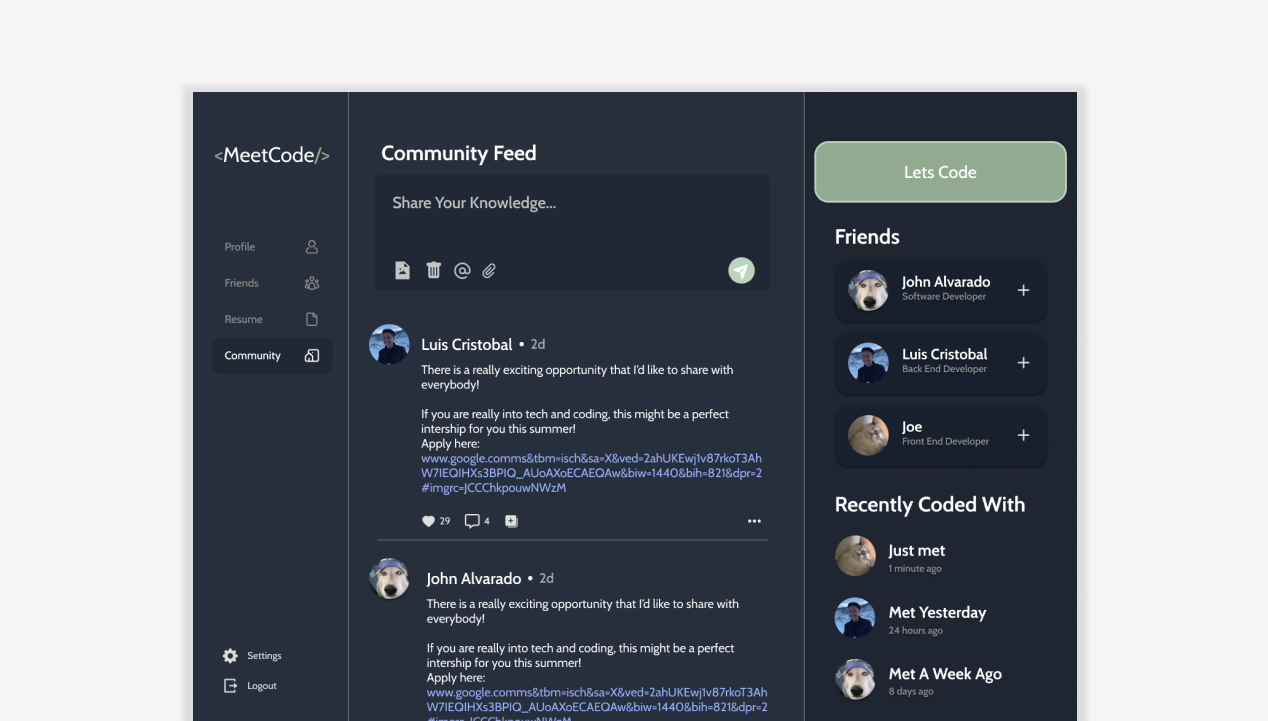 <MeetCode/>
Profile
Friends
Resume
Community
Settings
Logout
Community Feed
Share Your Knowledge...
Luis Cristobal • 2d
There is a really exciting opportunity that I'd like to share with
everybody!
If you are really into tech and coding, this might be a perfect
intership for you this summer!
Apply here:
www.google.comms&tbm=isch&sa=X&ved=2ahUKEwj1v87rkoT3Ah
W7IEQIHXs3BPIQ_AUoAXoECAEQAw&biw=1440&bih=821&dpr=2
#imgrc=JCCChkpouwNWzM
29
4
John Alvarado • 2d
There is a really exciting opportunity that I'd like to share with
everybody!
If you are really into tech and coding, this might be a perfect
intership for you this summer!
Apply here:
www.google.comms&tbm=isch&sa=X&ved=2ahUKEwj1v87rkoT3Ah
W7IEQIHXs3BPIQ_AUoAXoECAEQAw&biw=1440&bih=821&dpr=2
#imgrc=JCCChkpouwNWzM
Lets Code
Friends
John Alvarado
Software Developer
Luis Cristobal
Back End Developer
Joe
Front End Developer
Recently Coded With
Just met
1 minute ago
Met Yesterday
24 hours ago
Met A Week Ago
8 days ago